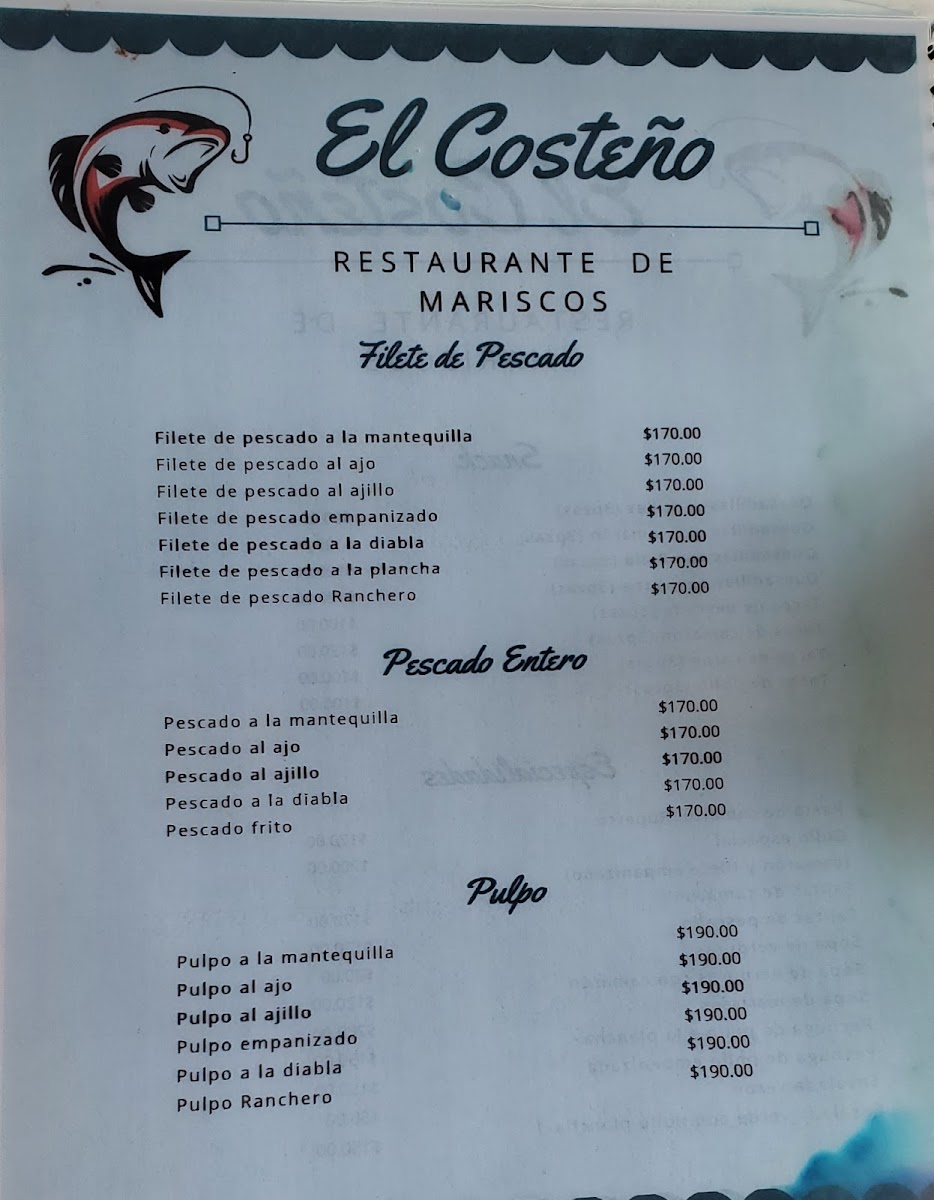 El Costeño
RESTAURANTE DE
MARISCOS
Filete de Pescado
Filete de pescado a la mantequilla $170.00
Filete de pescado al ajo $170.00
Filete de pescado al ajillo $170.00
Filete de pescado empanizado $170.00
Filete de pescado a la diabla $170.00
Filete de pescado a la plancha $170.00
Filete de pescado Ranchero $170.00
Pescado Entero
Pescado a la mantequilla $170.00
Pescado al ajo $170.00
Pescado al ajillo $170.00
Pescado a la diabla $170.00
Pescado frito $170.00
Pulpo
Pulpo a la mantequilla $190.00
Pulpo al ajo $190.00
Pulpo al ajillo $190.00
Pulpo empanizado $190.00
Pulpo a la diabla $190.00
Pulpo Ranchero $190.00